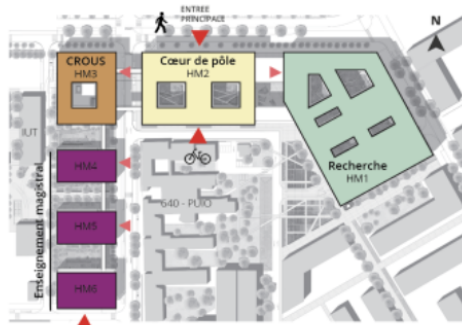 ENTREE
PRINCIPALE
N
CROUS
HM3
Cœur de pôle
HM2
IUT
HM4
Recherche
HM1
640 - PUIO
HM5
Enseignement magistral
HM6